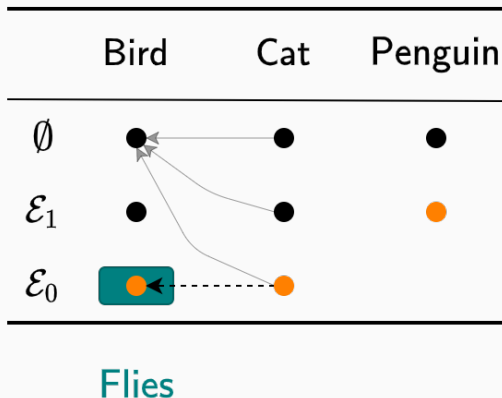 Bird Cat Penguin
∅
ℰ₁
ℰ₀
Flies